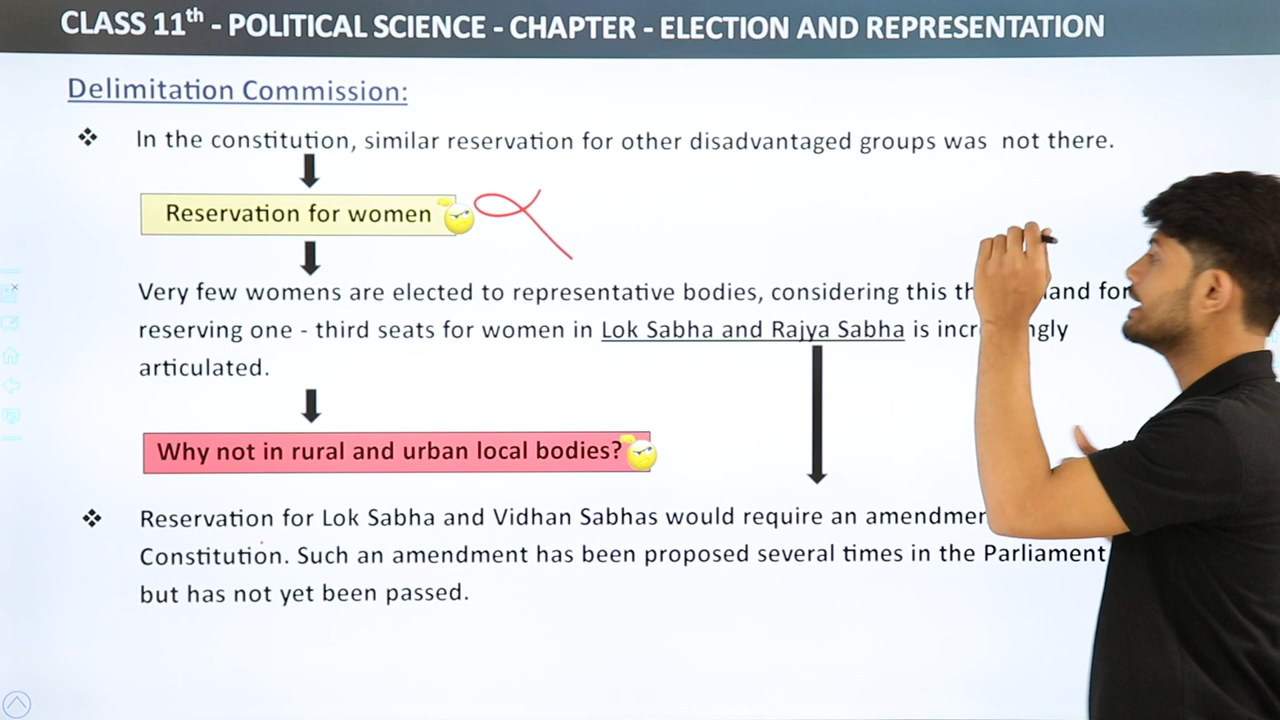 CLASS 11th - POLITICAL SCIENCE - CHAPTER - ELECTION AND REPRESENTATION
Delimitation Commission:
In the constitution, similar reservation for other disadvantaged groups was not there.
Reservation for women
Very few womens are elected to representative bodies, considering this for
reserving one - third seats for women in Lok Sabha and Rajya Sabha is
articulated.
Why not in rural and urban local bodies?
Reservation for Lok Sabha and Vidhan Sabhas would require an
Constitution. Such an amendment has been proposed several times in the Parliament
but has not yet been passed.